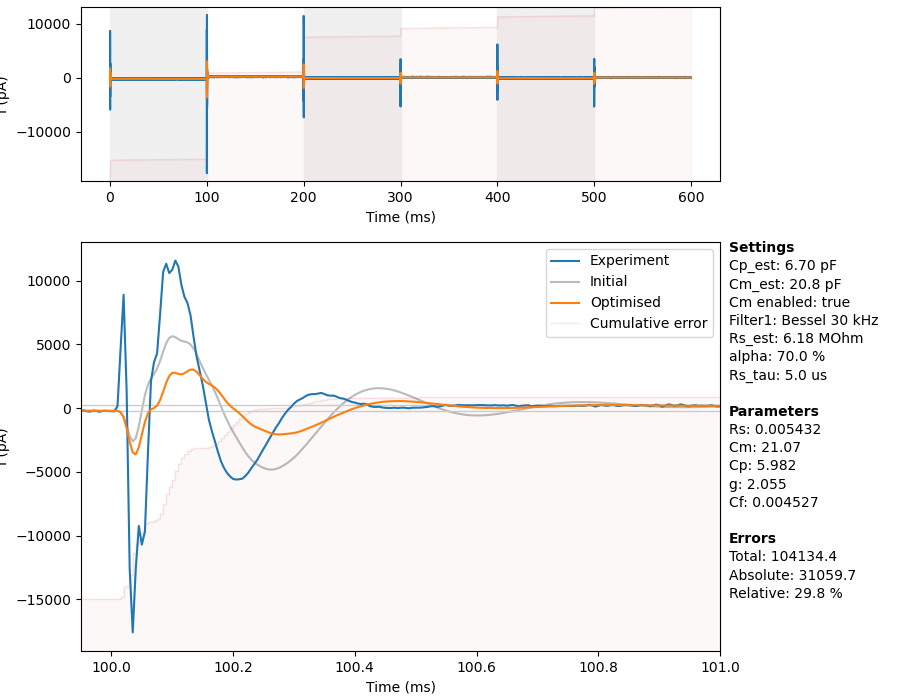 10000
0
−10000
I (pA)
0 100 200 300 400 500 600
Time (ms)
10000
5000
0
−5000
−10000
−15000
I (pA)
Experiment
Initial
Optimised
Cumulative error
100.0 100.2 100.4 100.6 100.8 101.0
Time (ms)
Settings
Cp_est: 6.70 pF
Cm_est: 20.8 pF
Cm enabled: true
Filter1: Bessel 30 kHz
Rs_est: 6.18 MOhm
alpha: 70.0 %
Rs_tau: 5.0 us
Parameters
Rs: 0.005432
Cm: 21.07
Cp: 5.982
g: 2.055
Cf: 0.004527
Errors
Total: 104134.4
Absolute: 31059.7
Relative: 29.8 %